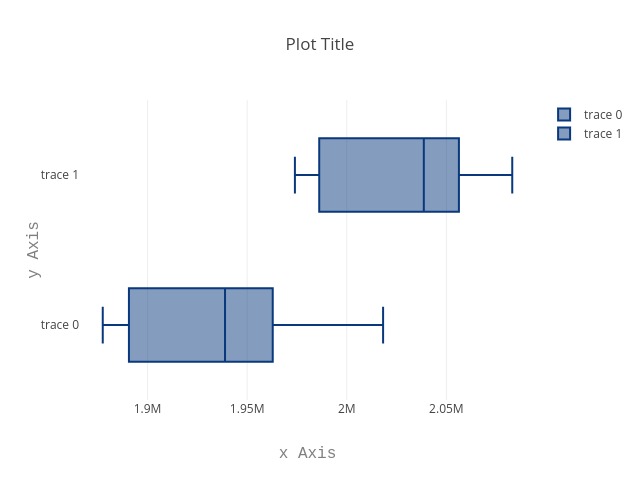 Plot Title
trace 0
trace 1
trace 1
trace 0
y Axis
1.9M 1.95M 2M 2.05M
x Axis